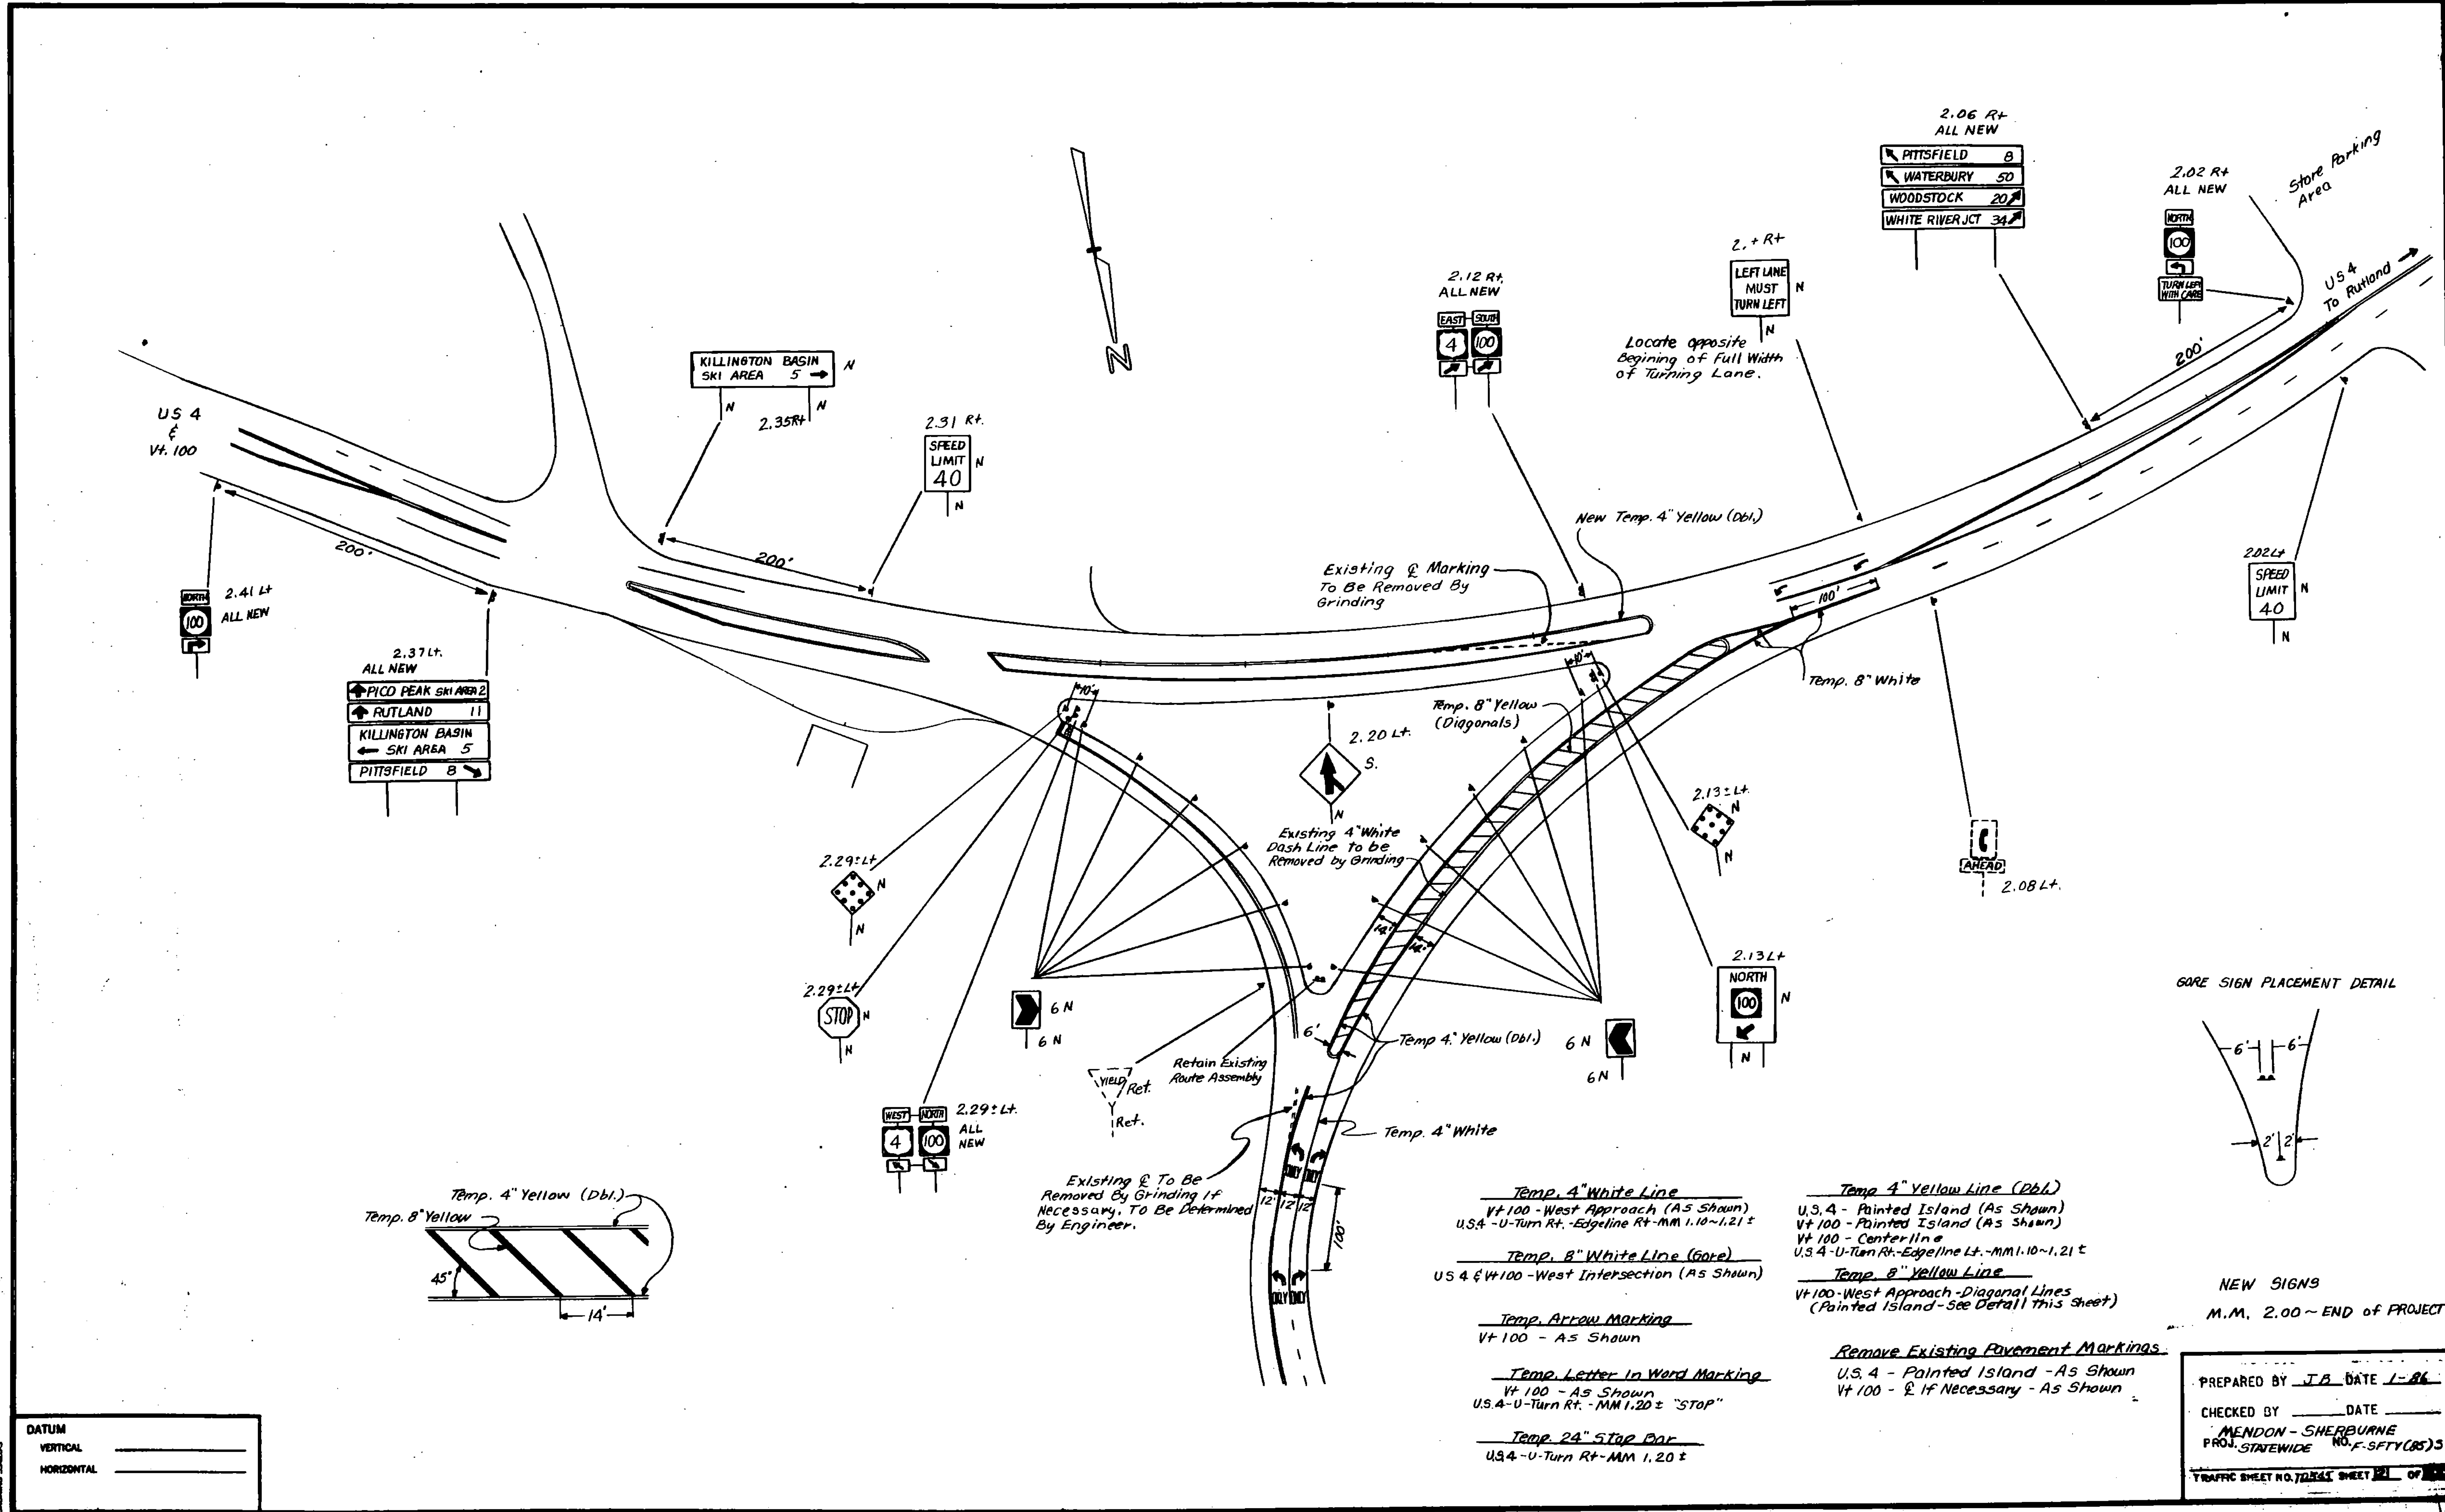 2.06 Rt
ALL NEW
PITTSFIELD 8
WATERBURY 50
WOODSTOCK 20
WHITE RIVER JCT 34
2.02 Rt
ALL NEW
NORTH
100
TURN LEFT
WITH CARE
Store Parking
Area
US 4
To Rutland
200'
2.+ Rt
LEFT LANE
MUST
TURN LEFT
N
N
Locate opposite
Begining of Full Width
of Turning Lane.
2.12 Rt.
ALL NEW
EAST SOUTH
4 100
N
KILLINGTON BASIN
SKI AREA 5
N
N
N
2.35Rt
2.31 Rt.
SPEED
LIMIT
40
N
N
US 4
&
Vt. 100
200'
200'
NORTH
100
2.41 Lt
ALL NEW
2.37Lt.
ALL NEW
PICO PEAK SKI AREA 2
RUTLAND 11
KILLINGTON BASIN
SKI AREA 5
PITTSFIELD 8
New Temp. 4" Yellow (Dbl.)
Existing ℄ Marking
To Be Removed By
Grinding
100'
Temp. 8" White
2.02 Lt
SPEED
LIMIT
40
N
N
10'
10'
Temp. 8" Yellow
(Diagonals)
2.20 Lt.
S.
N
Existing 4" White
Dash Line to be
Removed by Grinding
2.13± Lt.
N
N
AHEAD
2.08 Lt.
2.29± Lt
N
N
14'
14'
2.29± Lt
STOP
N
N
6 N
6 N
2.13 Lt
NORTH
100
N
N
GORE SIGN PLACEMENT DETAIL
6' 6'
2' 2'
6'
Temp 4" Yellow (Dbl.)
6 N
6 N
YIELD
Ret.
Ret.
Retain Existing
Route Assembly
WEST NORTH
4 100
2.29± Lt.
ALL
NEW
Temp. 4" White
Existing ℄ To Be
Removed By Grinding If
Necessary. To Be Determined
By Engineer.
ONLY ONLY
12' 12' 12'
100'
ONLY ONLY
Temp. 4" Yellow (Dbl.)
Temp. 8" Yellow
45°
14'
Temp. 4" White Line
Vt 100 - West Approach (As Shown)
U.S.4 - U-Turn Rt. - Edgeline Rt - MM 1.10~1.21 ±
Temp. 8" White Line (Gore)
US 4 & Vt 100 - West Intersection (As Shown)
Temp. Arrow Marking
Vt 100 - As Shown
Temp. Letter In Word Marking
Vt 100 - As Shown
U.S.4-U-Turn Rt. - MM 1.20 ± "STOP"
Temp. 24" Stop Bar
U.S.4 -U-Turn Rt-MM 1.20 ±
Temp 4" Yellow Line (Dbl.)
U.S. 4 - Painted Island (As Shown)
Vt 100 - Painted Island (As Shown)
Vt 100 - Centerline
U.S. 4 -U-Turn Rt.-Edgeline Lt.-MM 1.10~1.21 ±
Temp. 8" Yellow Line
Vt 100-West Approach-Diagonal Lines
(Painted Island-See Detail this Sheet)
Remove Existing Pavement Markings
U.S. 4 - Painted Island - As Shown
Vt 100 - ℄ If Necessary - As Shown
NEW SIGNS
M.M. 2.00 ~ END of PROJECT
PREPARED BY JB DATE 1-86
CHECKED BY DATE
MENDON - SHERBURNE
PROJ. STATEWIDE NO. F-SFTY(85)3
TRAFFIC SHEET NO. SHEET 21 OF
DATUM
VERTICAL
HORIZONTAL